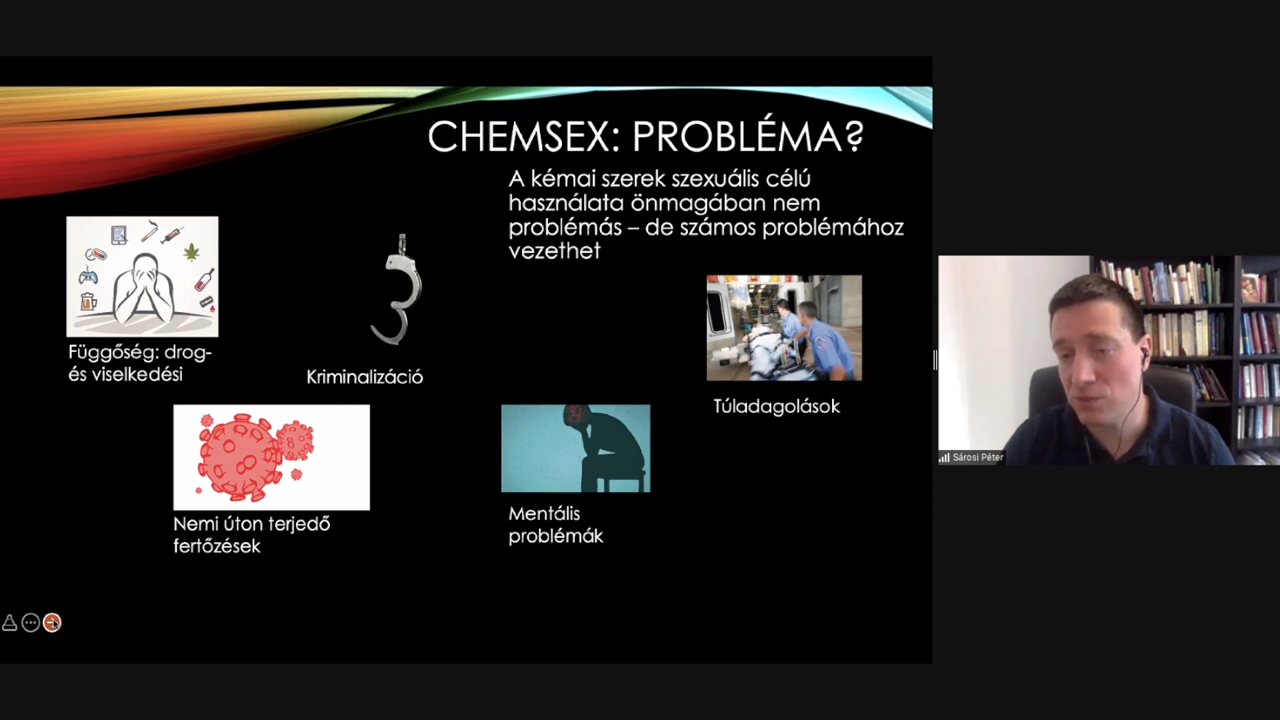 CHEMSEX: PROBLÉMA?
A kémai szerek szexuális célú
használata önmagában nem
problémás – de számos problémához
vezethet
Függőség: drog-
és viselkedési
Kriminalizáció
Túladagolások
Nemi úton terjedő
fertőzések
Mentális
problémák
Sárosi Péter